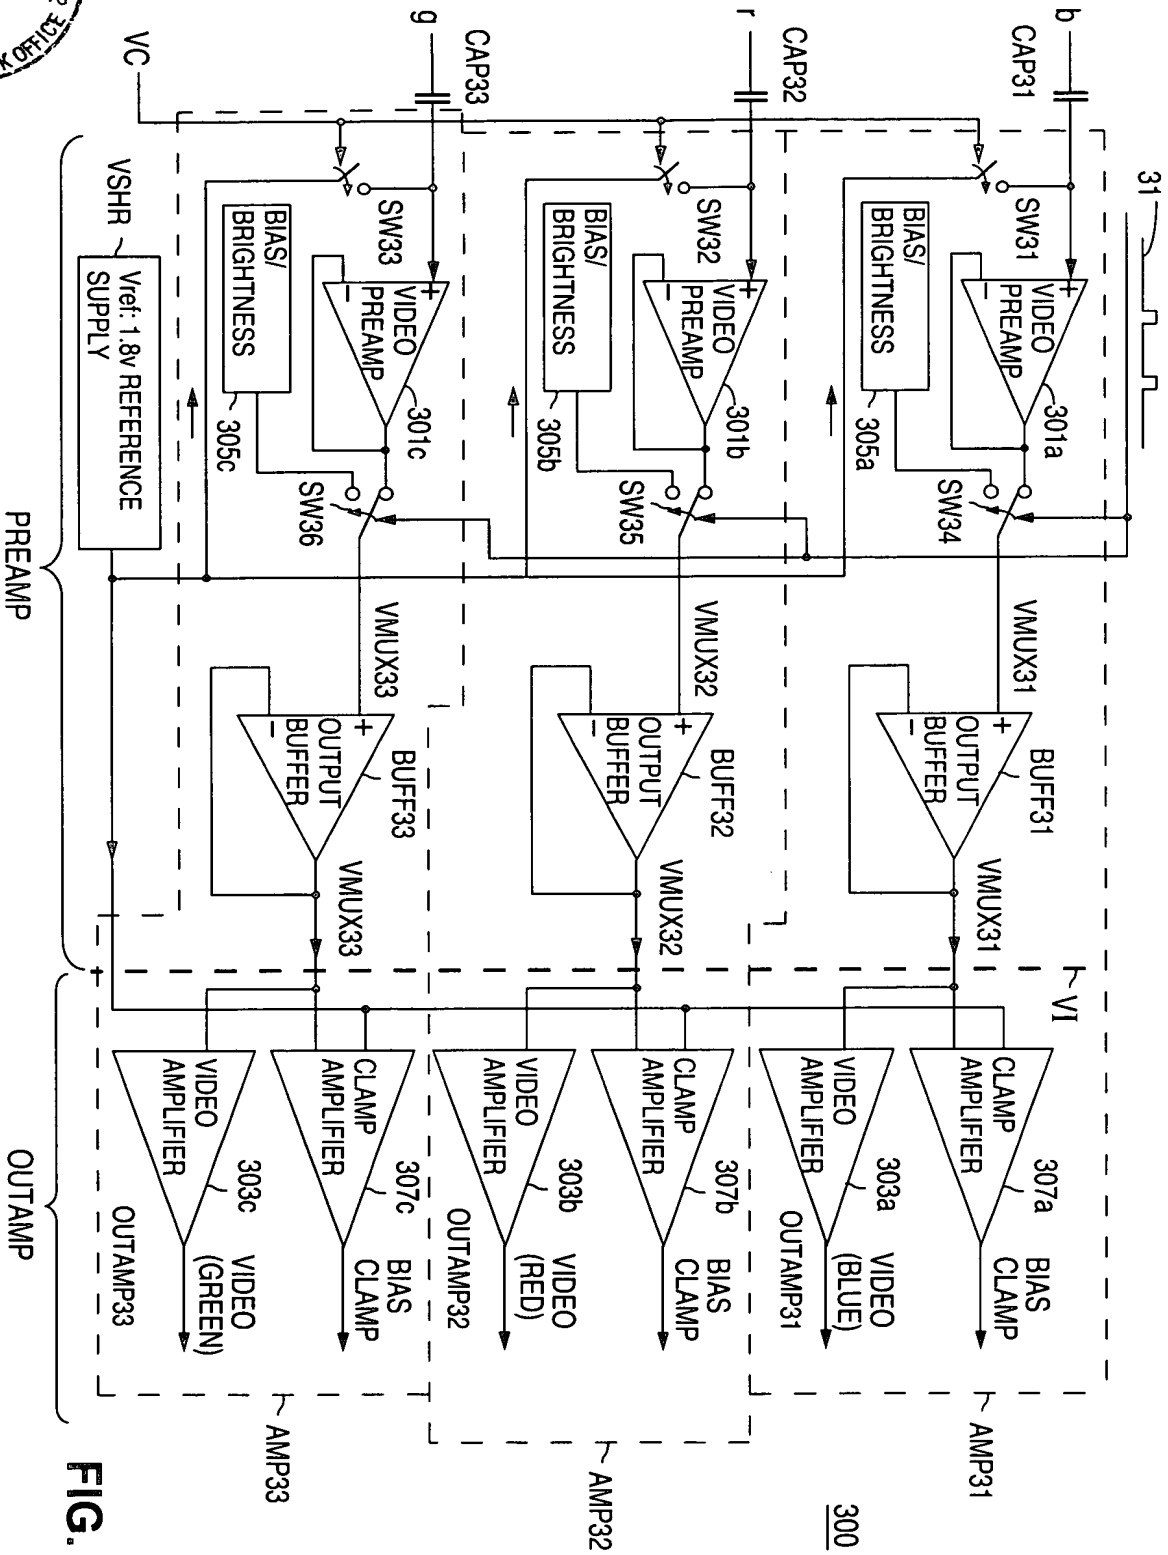 31
b
CAP31
SW31
VIDEO
PREAMP
+
−
301a
BIAS/
BRIGHTNESS
305a
SW34
VMUX31
BUFF31
OUTPUT
BUFFER
+
−
VMUX31
VI
CLAMP
AMPLIFIER
307a
BIAS
CLAMP
VIDEO
AMPLIFIER
303a
VIDEO
(BLUE)
OUTAMP31
AMP31
300
r
CAP32
SW32
VIDEO
PREAMP
+
−
301b
BIAS/
BRIGHTNESS
305b
SW35
VMUX32
BUFF32
OUTPUT
BUFFER
+
−
VMUX32
CLAMP
AMPLIFIER
307b
BIAS
CLAMP
VIDEO
AMPLIFIER
303b
VIDEO
(RED)
OUTAMP32
AMP32
g
CAP33
VC
SW33
VIDEO
PREAMP
+
−
301c
BIAS/
BRIGHTNESS
305c
SW36
VMUX33
BUFF33
OUTPUT
BUFFER
+
−
VMUX33
CLAMP
AMPLIFIER
307c
BIAS
CLAMP
VIDEO
AMPLIFIER
303c
VIDEO
(GREEN)
OUTAMP33
AMP33
VSHR
Vref: 1.8v REFERENCE
SUPPLY
PREAMP
OUTAMP
FIG.
OFFICE